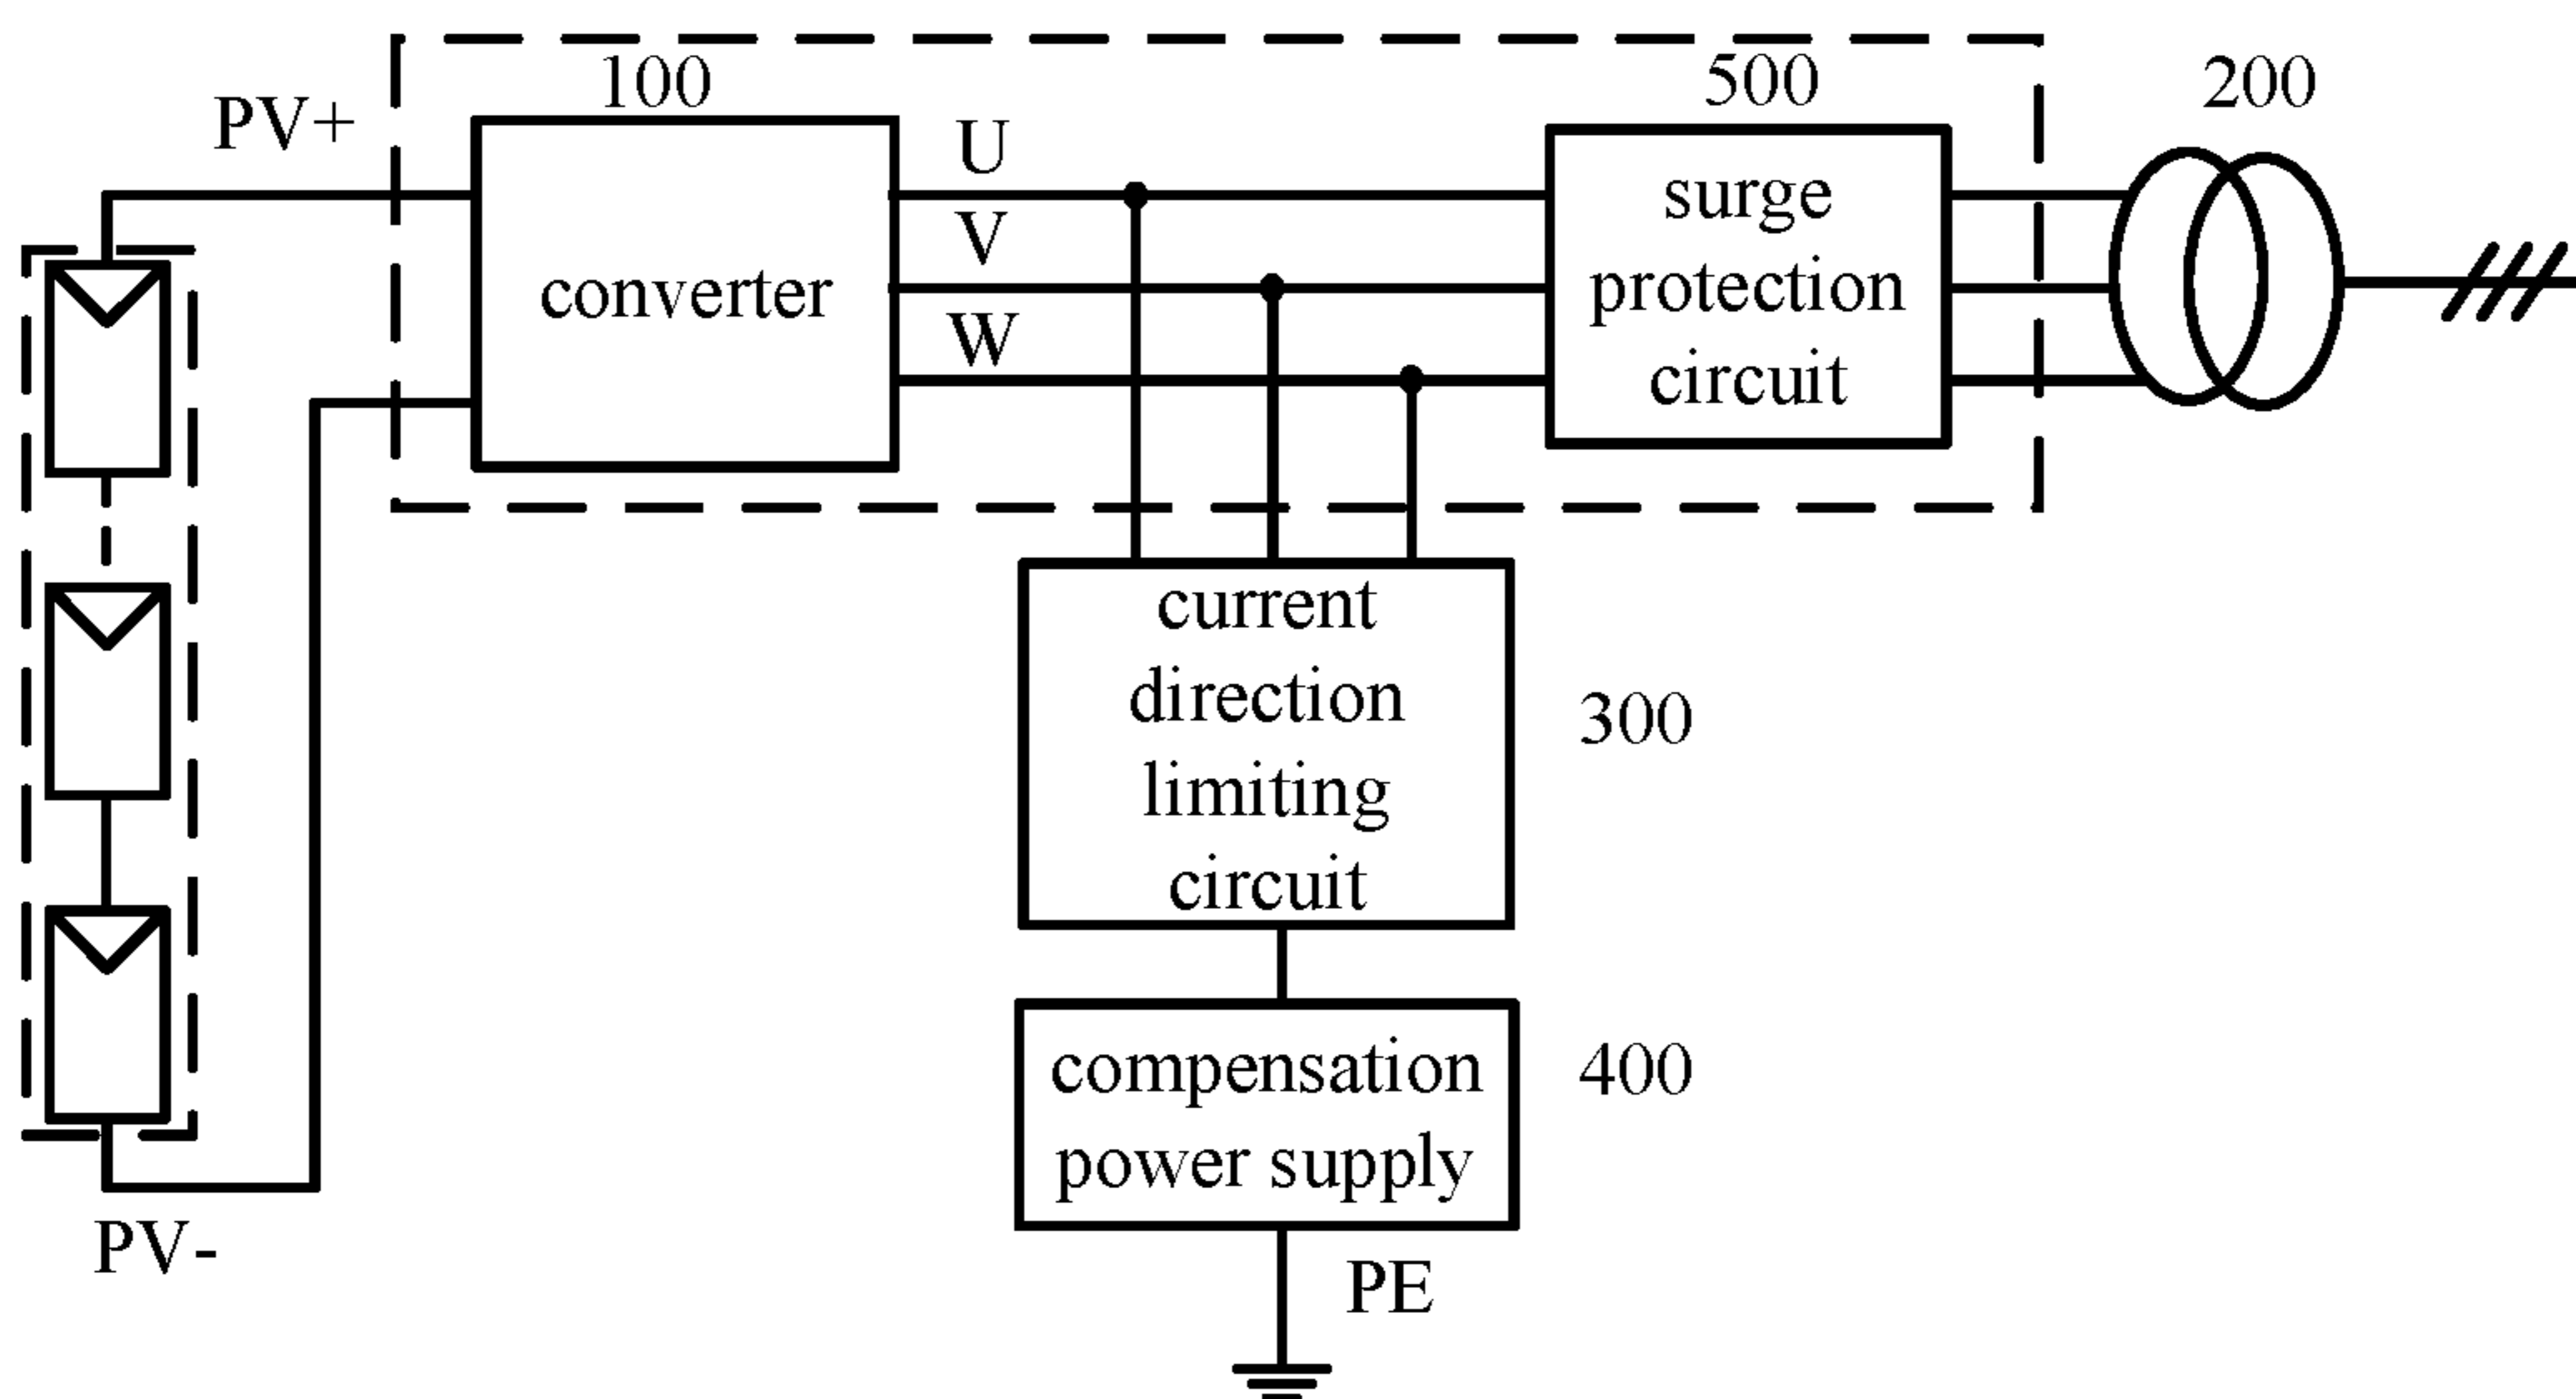 100
500
200
PV+
U
V
W
converter
surge
protection
circuit
current
direction
limiting
circuit
300
compensation
power supply
400
PV-
PE